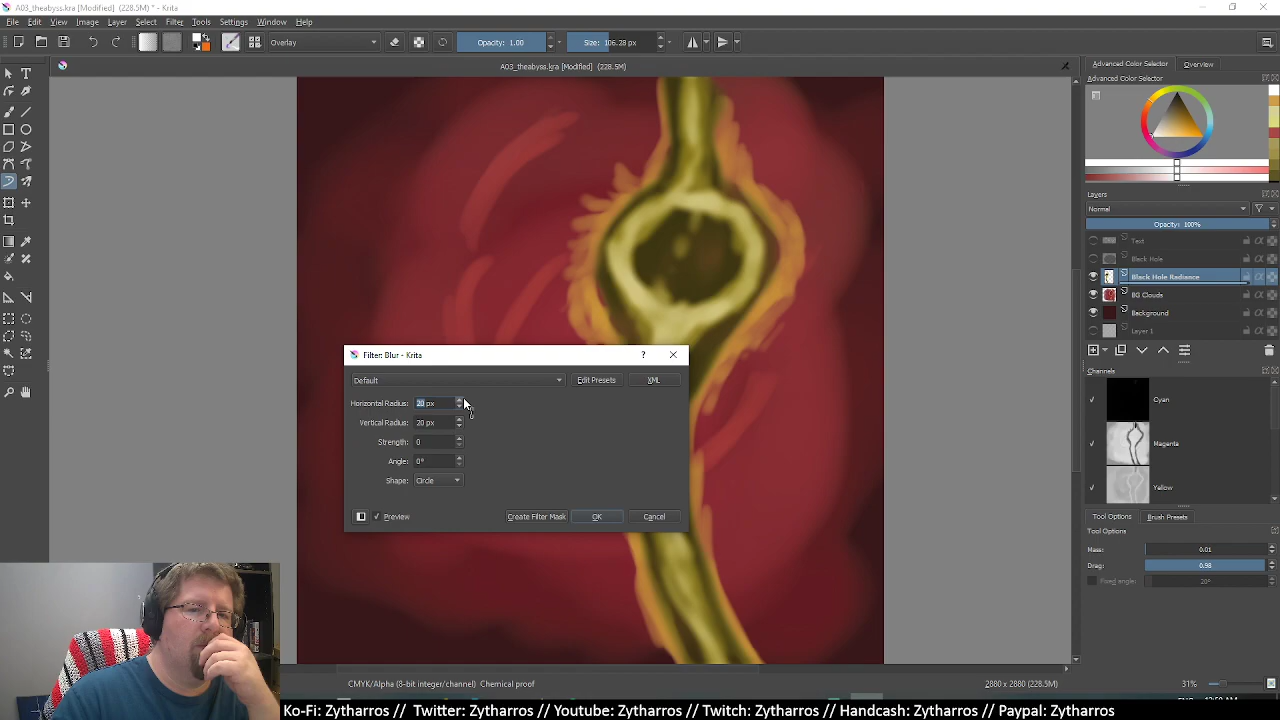 A03_theabyss.kra [Modified] (228.5M) * - Krita
File Edit View Image Layer Select Filter Tools Settings Window Help
Overlay Opacity: 1.00 Size: 106.28 px
A03_theabyss.kra [Modified] (228.5M)
Advanced Color Selector Overview
Advanced Color Selector
Layers
Normal
Opacity: 100%
Text
Black Hole
Black Hole Radiance
BG Clouds
Background
Layer 1
Channels
Cyan
Magenta
Yellow
Tool Options Brush Presets
Tool Options
Mass: 0.01
Drag: 0.98
Fixed angle: 20°
Filter: Blur - Krita ?
Default Edit Presets XML
Horizontal Radius: 20 px
Vertical Radius: 20 px
Strength: 0
Angle: 0°
Shape: Circle
Preview Create Filter Mask OK Cancel
CMYK/Alpha (8-bit integer/channel) Chemical proof 2880 x 2880 (228.5M) 31%
Ko-Fi: Zytharros // Twitter: Zytharros // Youtube: Zytharros // Twitch: Zytharros // Handcash: Zytharros // Paypal: Zytharros